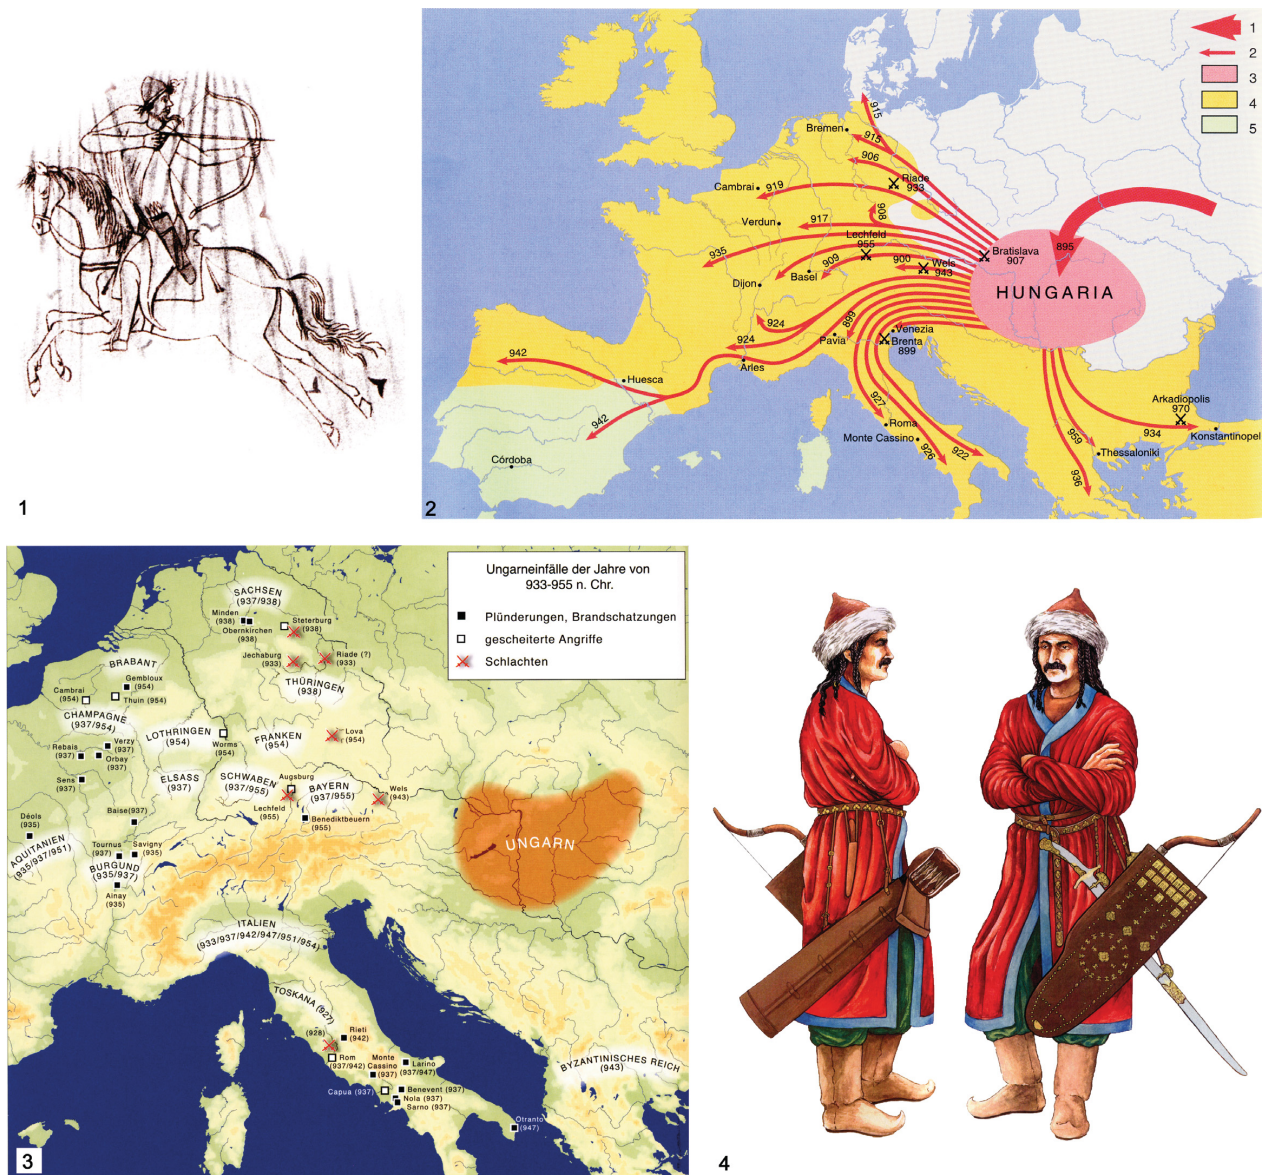 1
915
Bremen
915
906
Cambrai
919
Riade
933
Verdun
917
908
Lechfeld
955
935
909
Basel
Dijon
900
Wels
943
Bratislava
907
895
HUNGARIA
924
924
899
Pavia
Venezia
Brenta
899
Arles
942
Huesca
942
Córdoba
927
Roma
Monte Cassino
926
922
Arkadiopolis
970
934
Konstantinopel
959
Thessaloniki
936
1
2
3
4
5
2
Ungarneinfälle der Jahre von
933-955 n. Chr.
Plünderungen, Brandschatzungen
gescheiterte Angriffe
Schlachten
SACHSEN
(937/938)
Minden
(938)
Obernkirchen
(938)
Steterburg
(938)
Jechaburg
(933)
Riade (?)
(933)
THÜRINGEN
(938)
BRABANT
Gembloux
(954)
Cambrai
(954)
Thuin (954)
CHAMPAGNE
(937/954)
LOTHRINGEN
(954)
Worms
(954)
FRANKEN
(954)
Lova
(954)
Rebais
(937)
Verzy
(937)
Orbay
(937)
Sens
(937)
ELSASS
(937)
SCHWABEN
(937/955)
Augsburg
BAYERN
(937/955)
Lechfeld
(955)
Wels
(943)
Benediktbeuern
(955)
Baise(937)
Déols
(935)
AQUITANIEN
(935/937/951)
Tournus
(937)
Savigny
(935)
BURGUND
(935/937)
Ainay
(935)
UNGARN
ITALIEN
(933/937/942/947/951/954)
TOSKANA (927)
(928)
Rieti
(942)
Rom
(937/942)
Monte
Cassino
(937)
Larino
(937/947)
Capua (937)
Benevent (937)
Nola (937)
Sarno (937)
Otranto
(947)
BYZANTINISCHES REICH
(943)
3
4